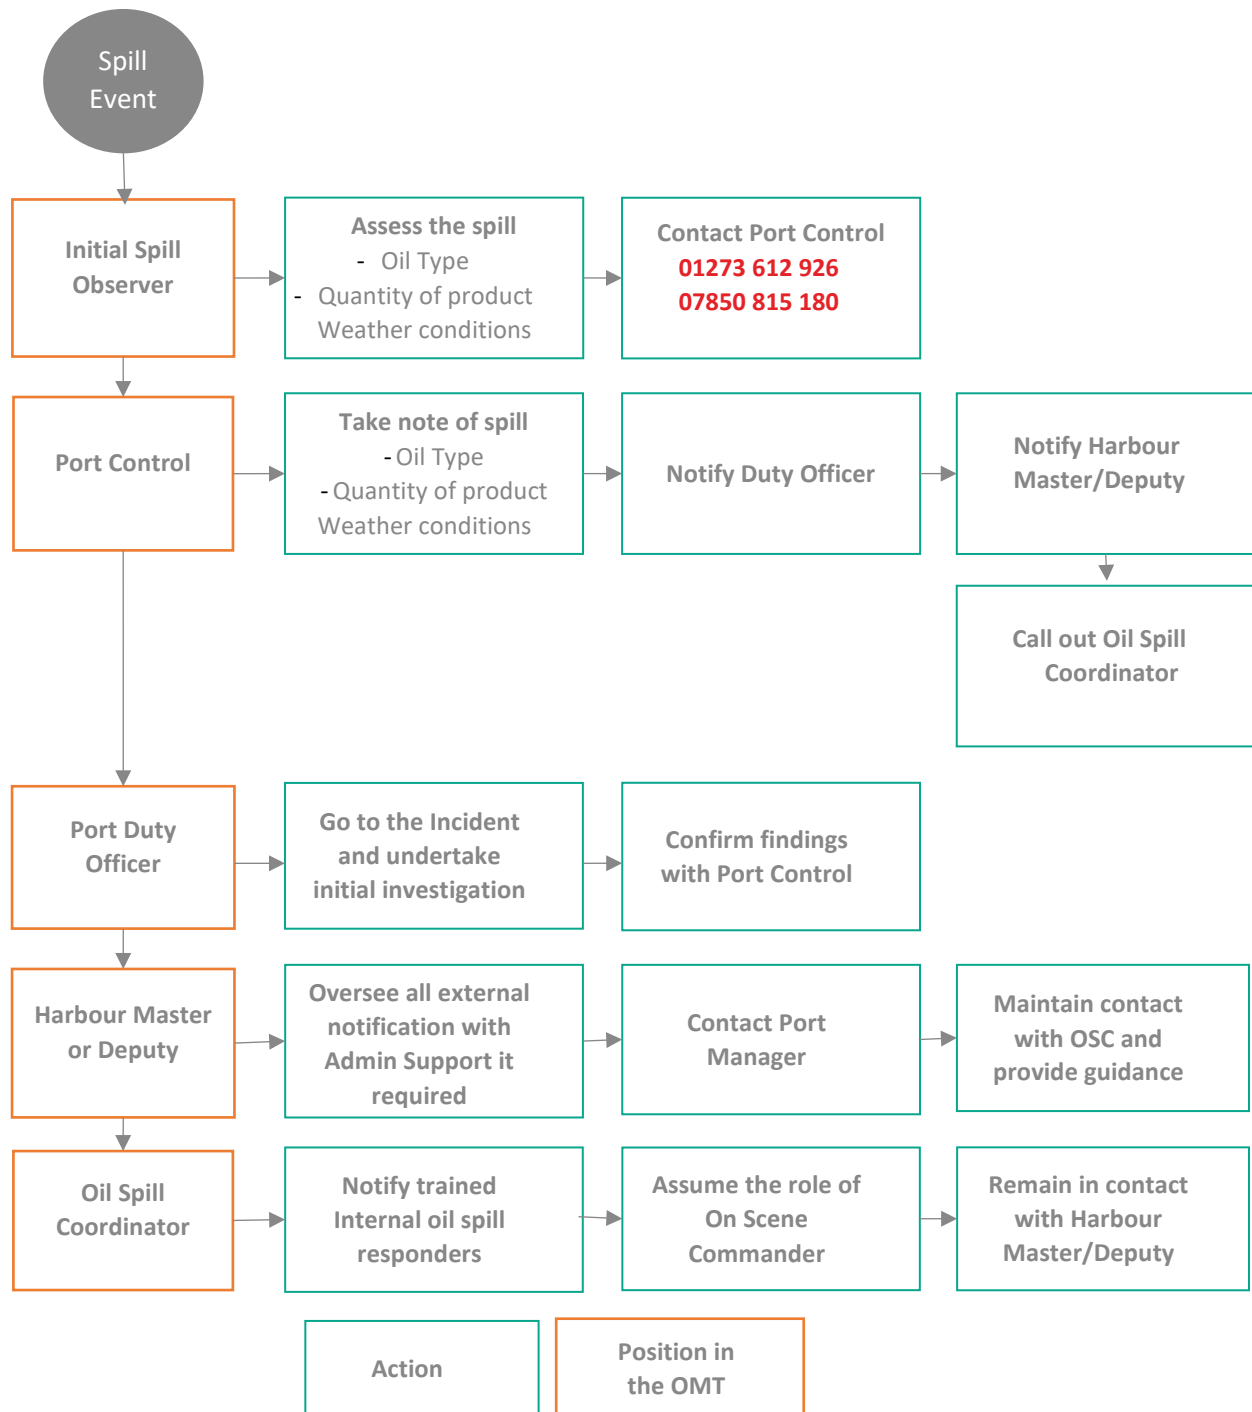 Spill
Event
Initial Spill
Observer
Assess the spill
- Oil Type
- Quantity of product
Weather conditions
Contact Port Control
01273 612 926
07850 815 180
Port Control
Take note of spill
- Oil Type
- Quantity of product
Weather conditions
Notify Duty Officer
Notify Harbour
Master/Deputy
Call out Oil Spill
Coordinator
Port Duty
Officer
Go to the Incident
and undertake
initial investigation
Confirm findings
with Port Control
Harbour Master
or Deputy
Oversee all external
notification with
Admin Support it
required
Contact Port
Manager
Maintain contact
with OSC and
provide guidance
Oil Spill
Coordinator
Notify trained
Internal oil spill
responders
Assume the role of
On Scene
Commander
Remain in contact
with Harbour
Master/Deputy
Action
Position in
the OMT